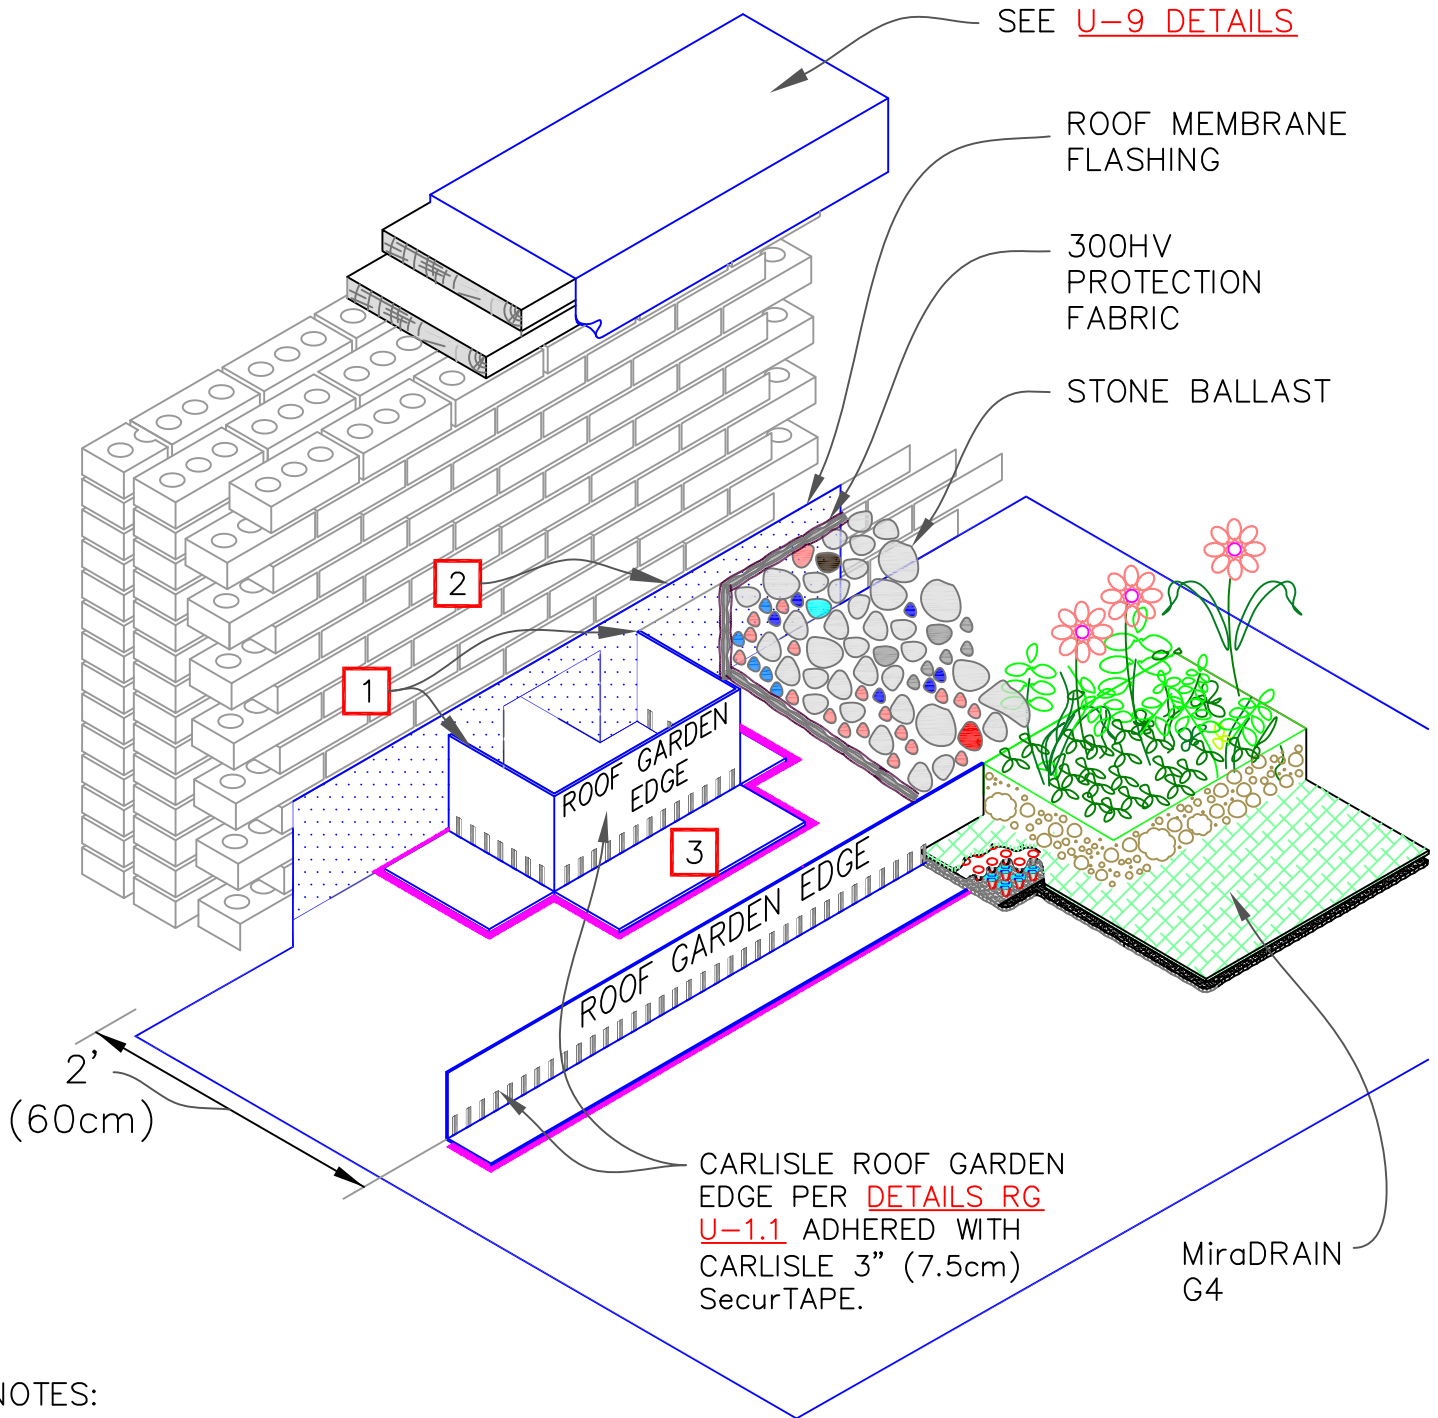 SEE U-9 DETAILS
ROOF MEMBRANE
FLASHING
300HV
PROTECTION
FABRIC
STONE BALLAST
2
1
ROOF GARDEN
EDGE
3
ROOF GARDEN EDGE
2'
(60cm)
CARLISLE ROOF GARDEN
EDGE PER DETAILS RG
U-1.1 ADHERED WITH
CARLISLE 3" (7.5cm)
SecurTAPE.
MiraDRAIN
G4
NOTES: